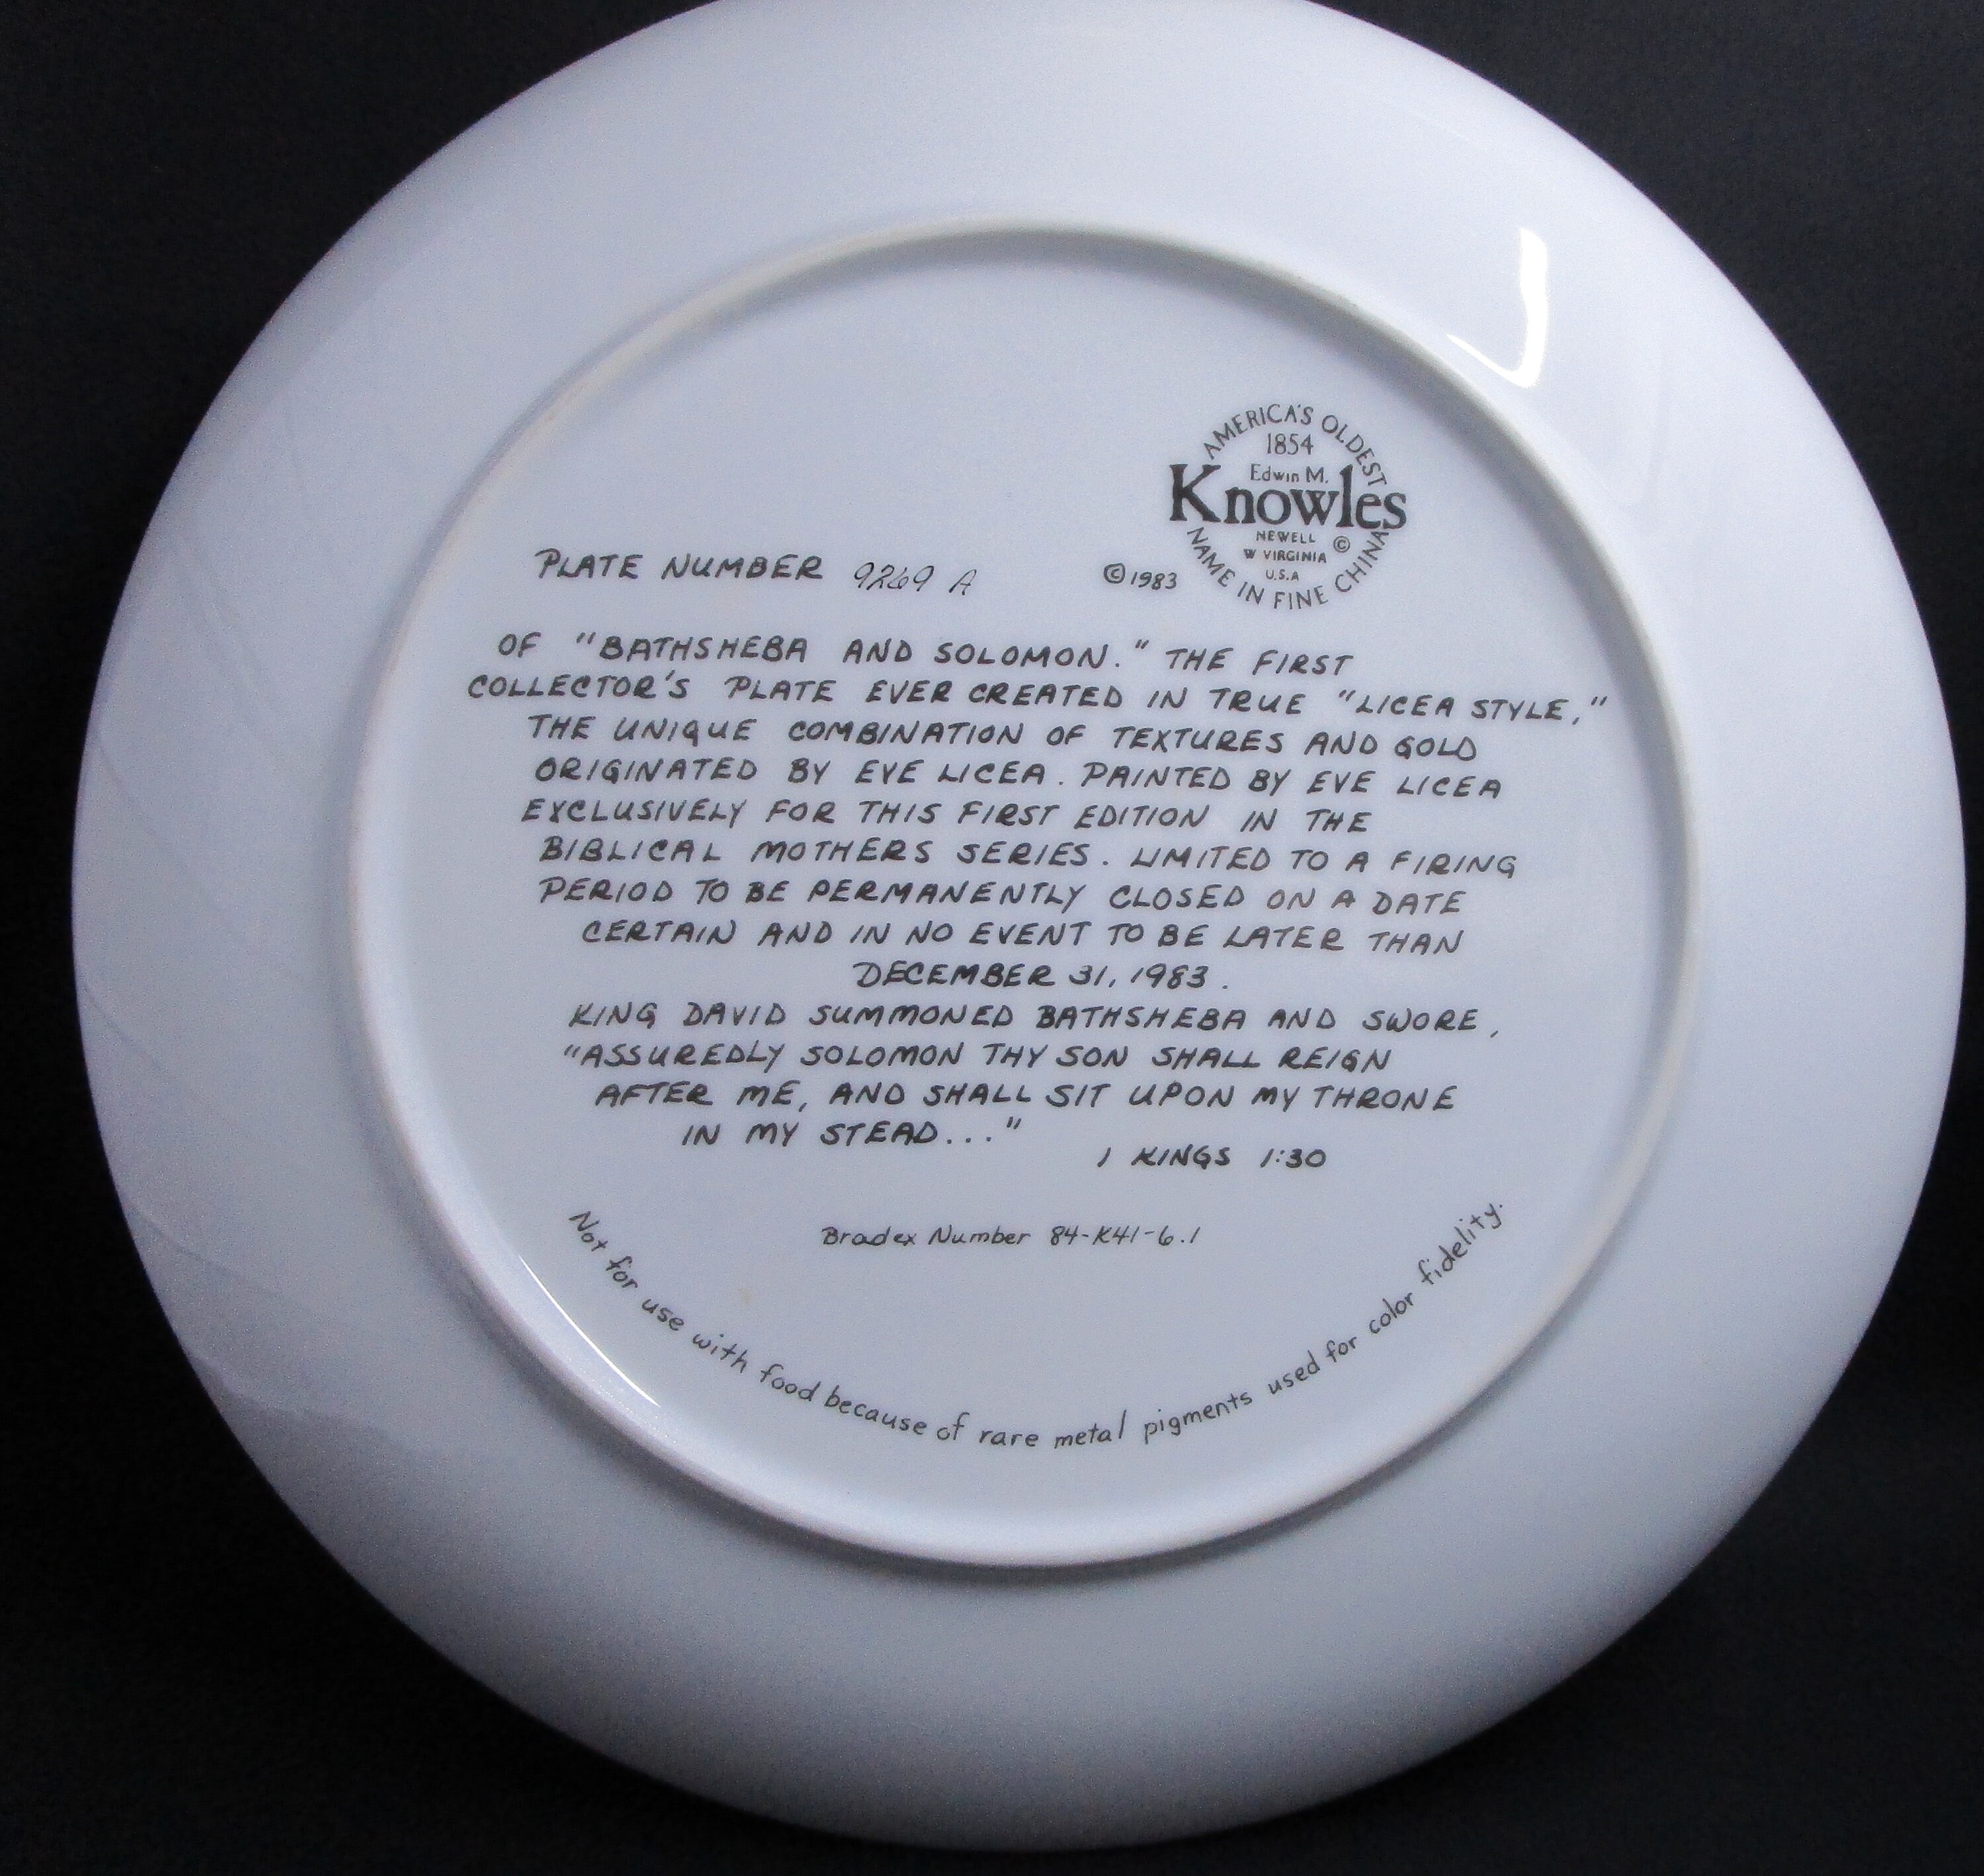 AMERICA'S OLDEST
1854
Edwin M.
Knowles
NEWELL ©
W VIRGINIA
U.S.A
NAME IN FINE CHINA
PLATE NUMBER 9269 A
©1983
OF "BATHSHEBA AND SOLOMON." THE FIRST
COLLECTOR'S PLATE EVER CREATED IN TRUE "LICEA STYLE,"
THE UNIQUE COMBINATION OF TEXTURES AND GOLD
ORIGINATED BY EVE LICEA. PAINTED BY EVE LICEA
EXCLUSIVELY FOR THIS FIRST EDITION IN THE
BIBLICAL MOTHERS SERIES. LIMITED TO A FIRING
PERIOD TO BE PERMANENTLY CLOSED ON A DATE
CERTAIN AND IN NO EVENT TO BE LATER THAN
DECEMBER 31, 1983.
KING DAVID SUMMONED BATHSHEBA AND SWORE,
"ASSUREDLY SOLOMON THY SON SHALL REIGN
AFTER ME, AND SHALL SIT UPON MY THRONE
IN MY STEAD..."
1 KINGS 1:30
Bradex Number 84-K41-6.1
Not for use with food because of rare metal pigments used for color fidelity.